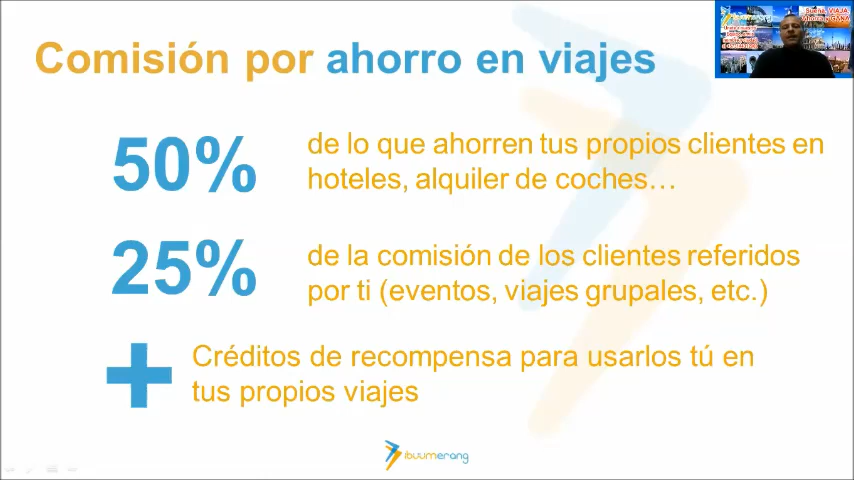 Comisión por ahorro en viajes
Sueña, VIAJA,
50%
de lo que ahorren tus propios clientes en
hoteles, alquiler de coches…
25%
de la comisión de los clientes referidos
por ti (eventos, viajes grupales, etc.)
+
Créditos de recompensa para usarlos tú en
tus propios viajes
ibuumerang